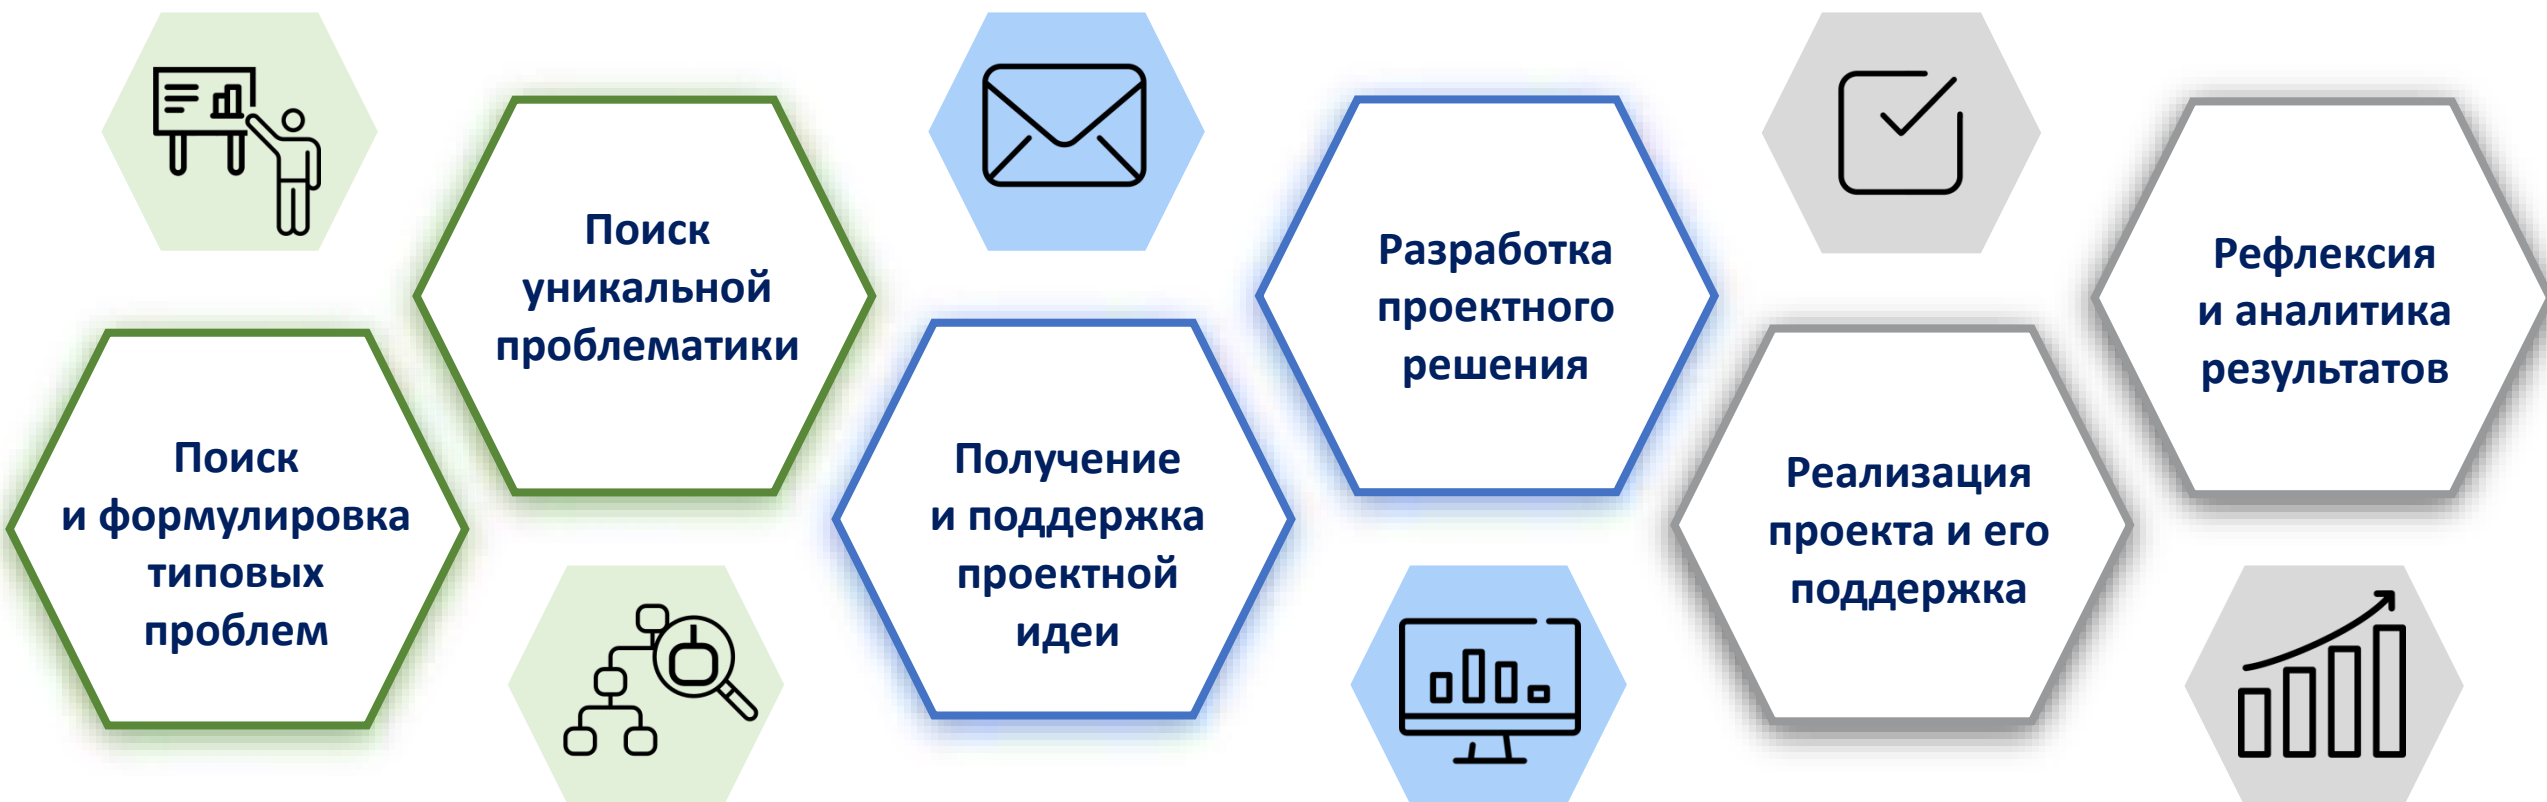 Поиск
и формулировка
типовых
проблем
Поиск
уникальной
проблематики
Получение
и поддержка
проектной
идеи
Разработка
проектного
решения
Реализация
проекта и его
поддержка
Рефлексия
и аналитика
результатов